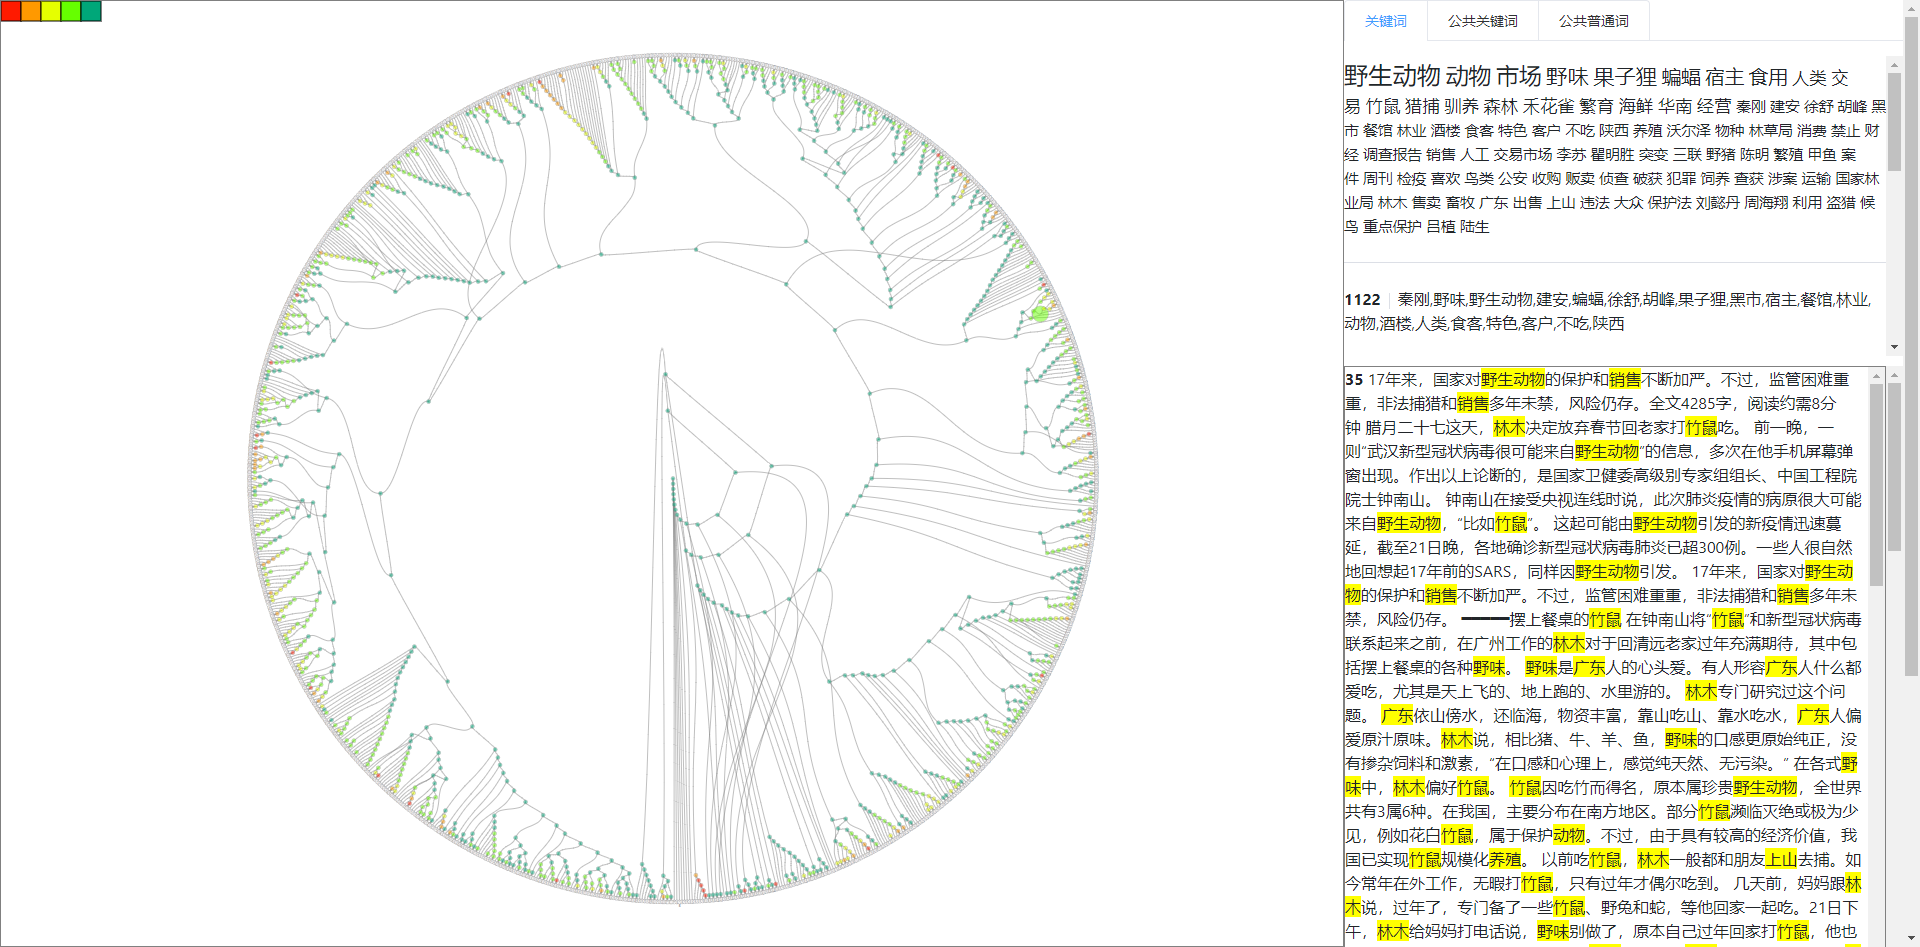 关键词 公共关键词 公共普通词
野生动物 动物 市场 野味 果子狸 蝙蝠 宿主 食用 人类 交
易 竹鼠 猎捕 驯养 森林 禾花雀 繁育 海鲜 华南 经营 秦刚 建安 徐舒 胡峰 黑
市 餐馆 林业 酒楼 食客 特色 客户 不吃 陕西 养殖 沃尔泽 物种 林草局 消费 禁止 财
经 调查报告 销售 人工 交易市场 李苏 瞿明胜 突变 三联 野猪 陈明 繁殖 甲鱼 案
件 周刊 检疫 喜欢 鸟类 公安 收购 贩卖 侦查 破获 犯罪 饲养 查获 涉案 运输 国家林
业局 林木 售卖 畜牧 广东 出售 上山 违法 大众 保护法 刘懿丹 周海翔 利用 盗猎 候
鸟 重点保护 吕植 陆生
1122 秦刚,野味,野生动物,建安,蝙蝠,徐舒,胡峰,果子狸,黑市,宿主,餐馆,林业,
动物,酒楼,人类,食客,特色,客户,不吃,陕西
35 17年来，国家对野生动物的保护和销售不断加严。不过，监管困难重
重，非法捕猎和销售多年未禁，风险仍存。全文4285字，阅读约需8分
钟 腊月二十七这天，林木决定放弃春节回老家打竹鼠吃。 前一晚，一
则“武汉新型冠状病毒很可能来自野生动物”的信息，多次在他手机屏幕弹
窗出现。作出以上论断的，是国家卫健委高级别专家组组长、中国工程院
院士钟南山。 钟南山在接受央视连线时说，此次肺炎疫情的病原很大可能
来自野生动物，“比如竹鼠”。 这起可能由野生动物引发的新疫情迅速蔓
延，截至21日晚，各地确诊新型冠状病毒肺炎已超300例。一些人很自然
地回想起17年前的SARS，同样因野生动物引发。 17年来，国家对野生动
物的保护和销售不断加严。不过，监管困难重重，非法捕猎和销售多年未
禁，风险仍存。 ━━━━摆上餐桌的竹鼠 在钟南山将“竹鼠”和新型冠状病毒
联系起来之前，在广州工作的林木对于回清远老家过年充满期待，其中包
括摆上餐桌的各种野味。 野味是广东人的心头爱。有人形容广东人什么都
爱吃，尤其是天上飞的、地上跑的、水里游的。 林木专门研究过这个问
题。 广东依山傍水，还临海，物资丰富，靠山吃山、靠水吃水，广东人偏
爱原汁原味。林木说，相比猪、牛、羊、鱼，野味的口感更原始纯正，没
有掺杂饲料和激素，“在口感和心理上，感觉纯天然、无污染。” 在各式野
味中，林木偏好竹鼠。 竹鼠因吃竹而得名，原本属珍贵野生动物，全世界
共有3属6种。在我国，主要分布在南方地区。部分竹鼠濒临灭绝或极为少
见，例如花白竹鼠，属于保护动物。不过，由于具有较高的经济价值，我
国已实现竹鼠规模化养殖。 以前吃竹鼠，林木一般都和朋友上山去捕。如
今常年在外工作，无暇打竹鼠，只有过年才偶尔吃到。 几天前，妈妈跟林
木说，过年了，专门备了一些竹鼠、野兔和蛇，等他回家一起吃。21日下
午，林木给妈妈打电话说，野味别做了，原本自己过年回家打竹鼠，他也